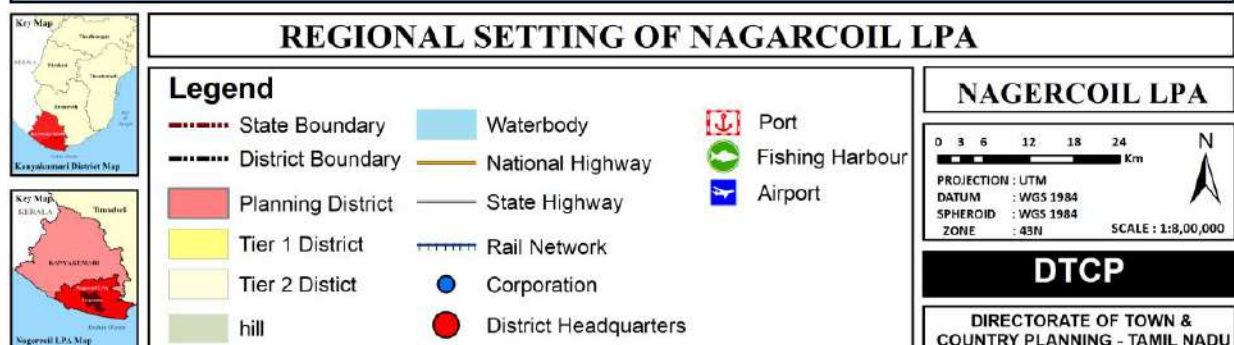 Key Map
KERALA
Kanyakumari District Map
REGIONAL SETTING OF NAGARCOIL LPA
Key Map
KERALA
KANYAKUMARI
Nagercoil LPA Map
Legend
State Boundary
District Boundary
Planning District
Tier 1 District
Tier 2 Distict
hill
Waterbody
National Highway
State Highway
Rail Network
Corporation
District Headquarters
Port
Fishing Harbour
Airport
NAGERCOIL LPA
0 3 6 12 18 24
Km
N
PROJECTION : UTM
DATUM : WGS 1984
SPHEROID : WGS 1984
ZONE : 43N
SCALE : 1:8,00,000
DTCP
DIRECTORATE OF TOWN &
COUNTRY PLANNING - TAMIL NADU